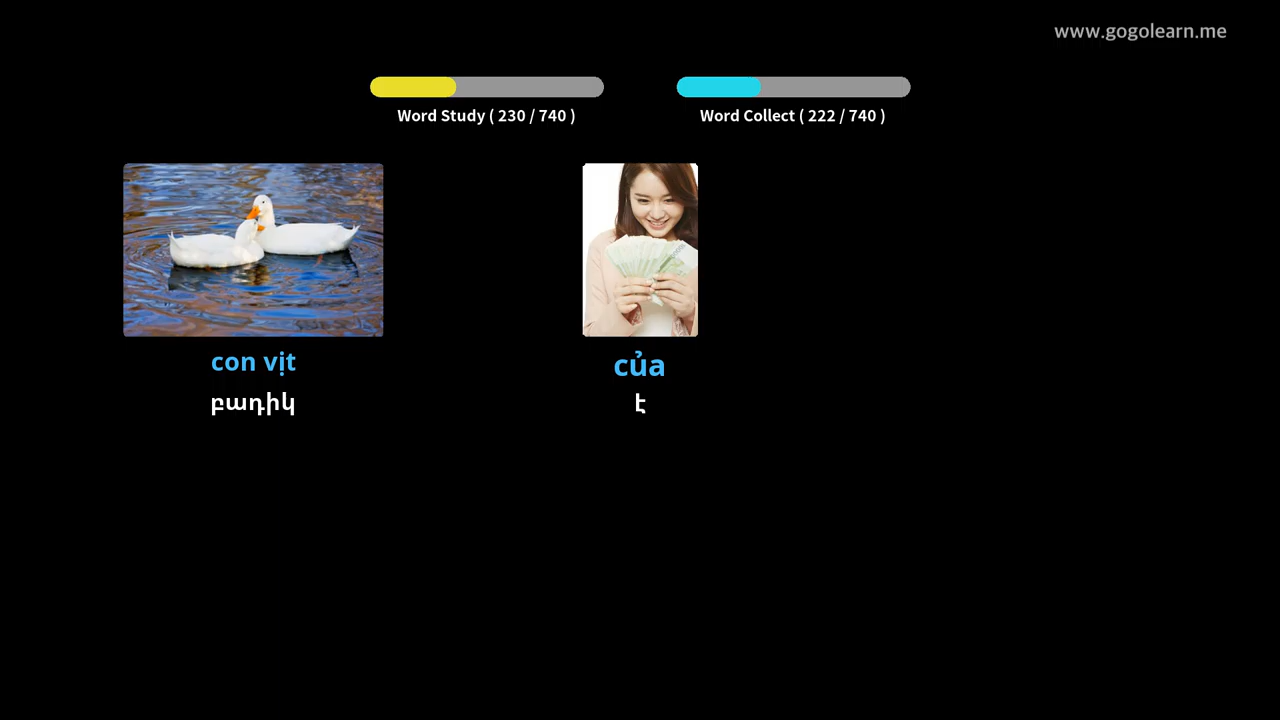 www.gogolearn.me
Word Study ( 230 / 740 )
Word Collect ( 222 / 740 )
con vịt
բադիկ
của
է